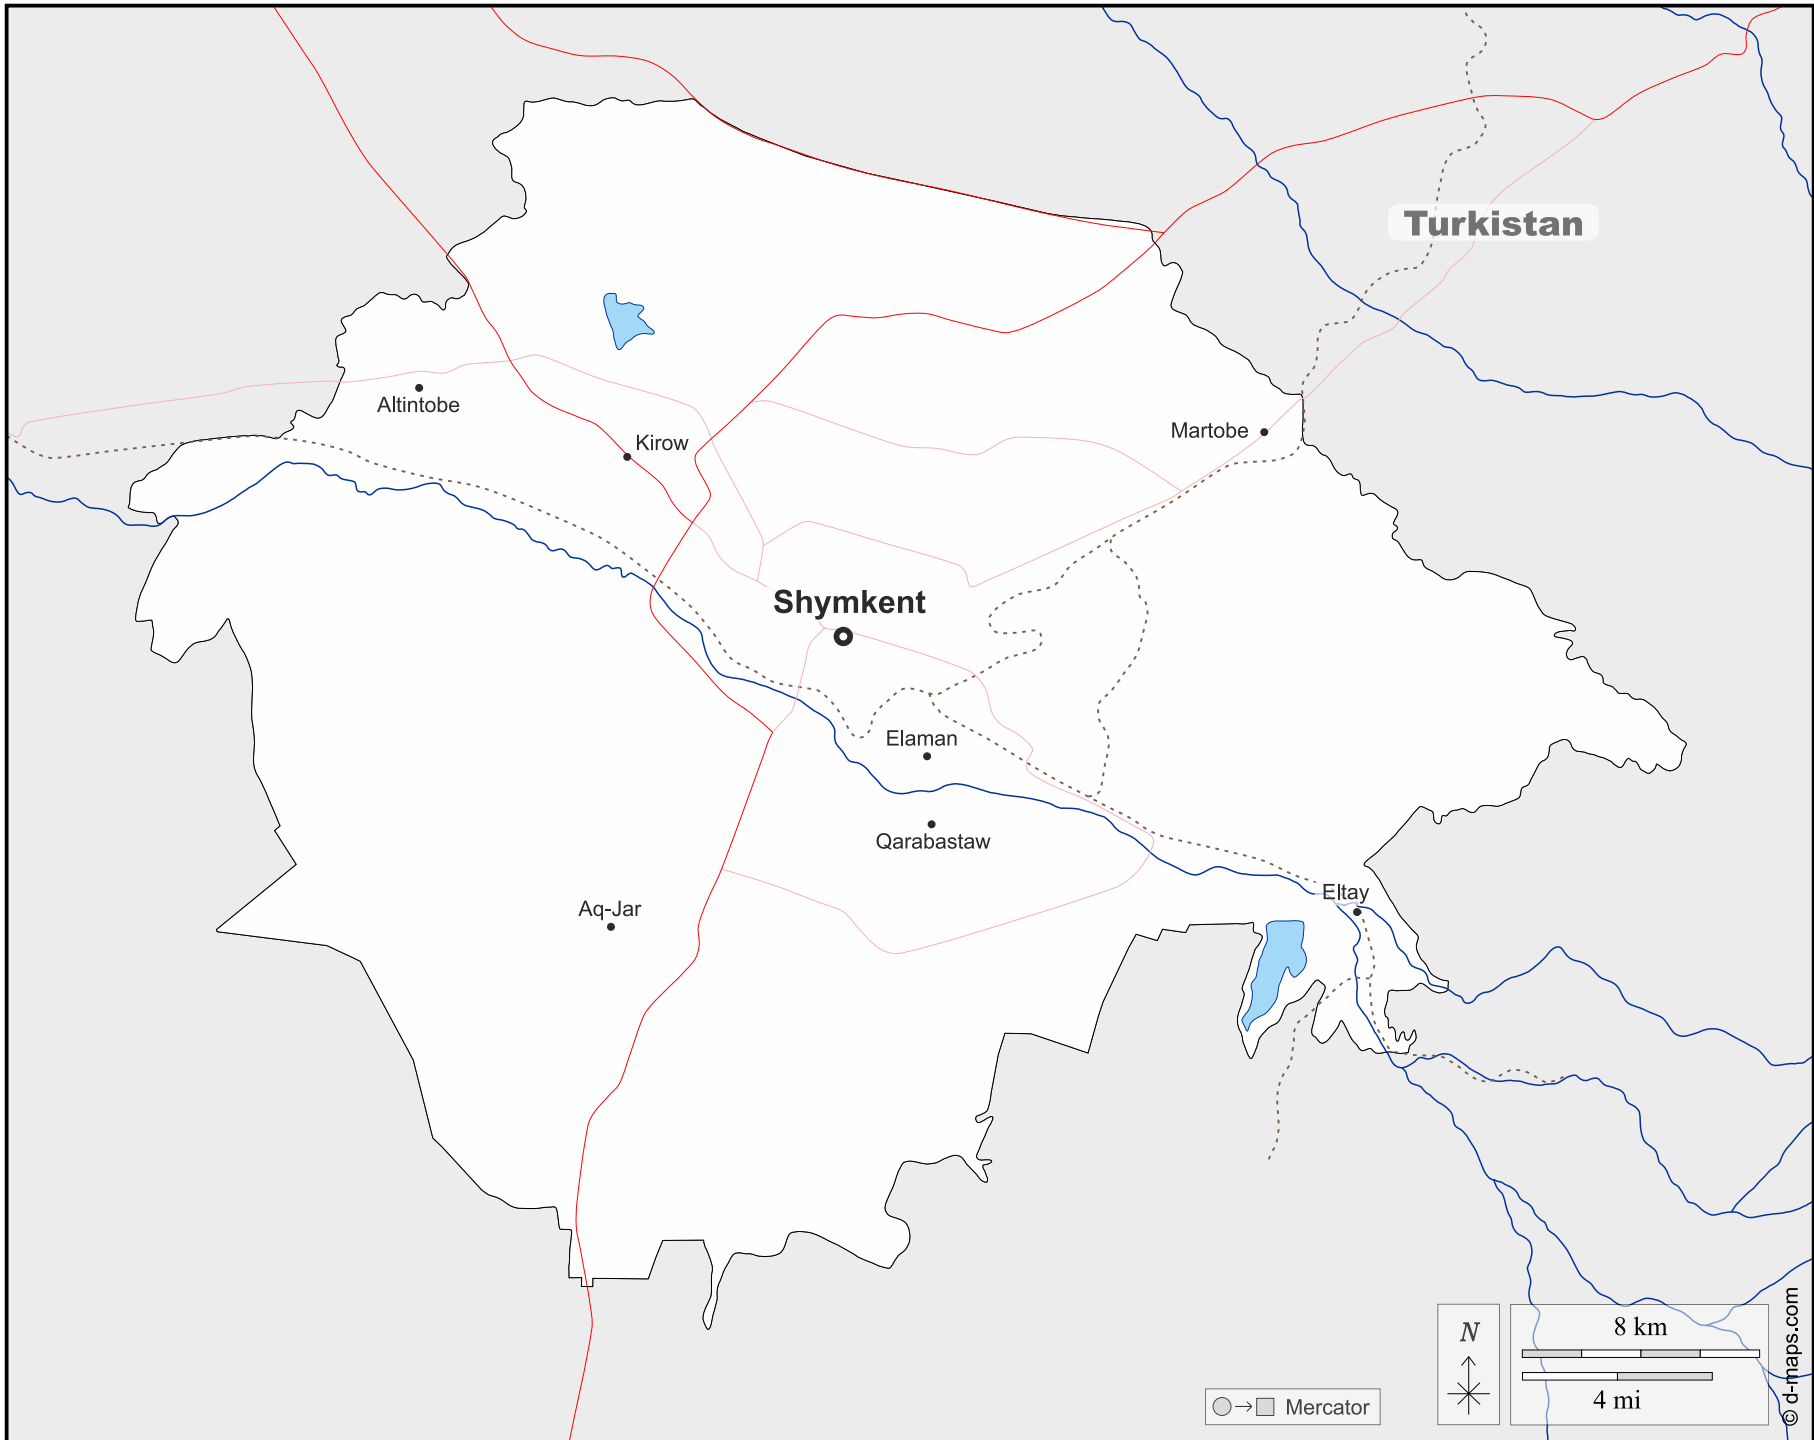 Turkistan
Altintobe
Martobe
Kirow
Shymkent
Elaman
Qarabastaw
Eltay
Aq-Jar
N
8 km
4 mi
Mercator
© d-maps.com